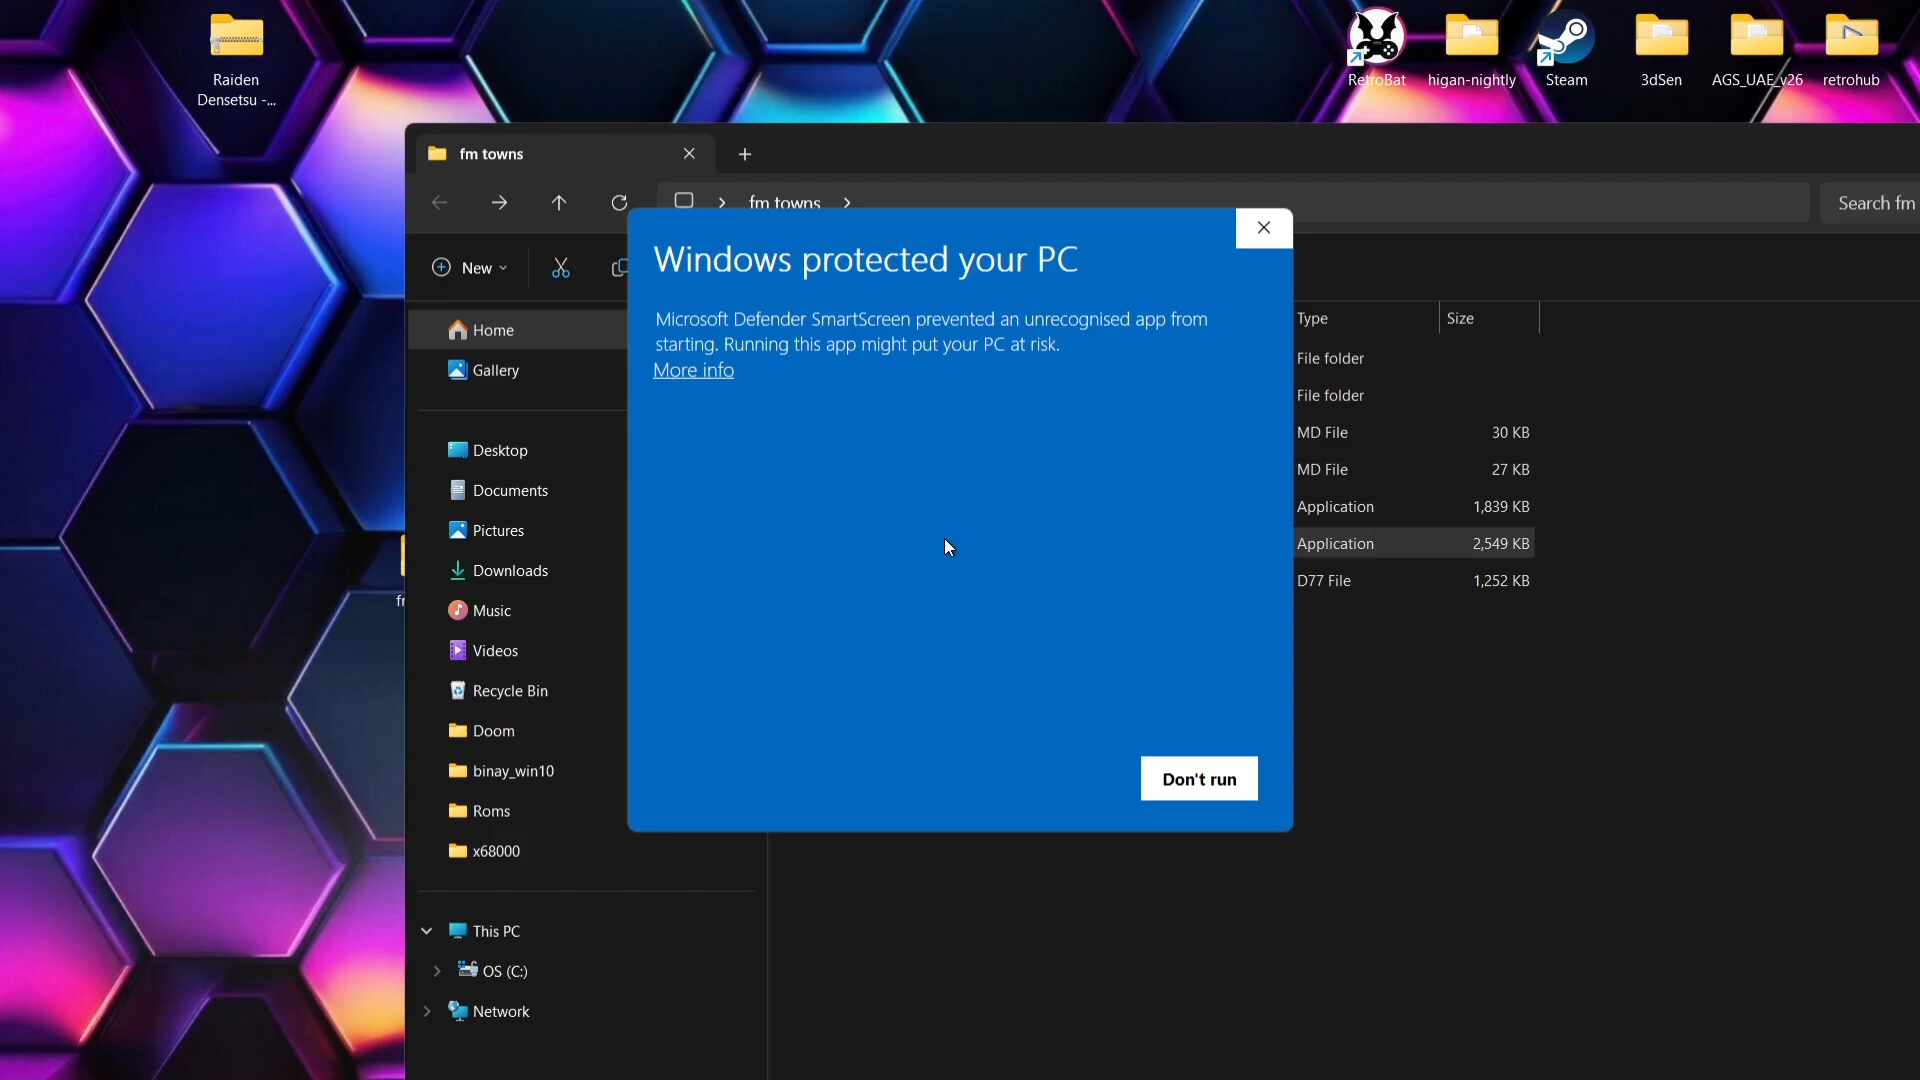 Raiden
Densetsu -...
RetroBat
higan-nightly
Steam
3dSen
AGS_UAE_v26
retrohub
fm towns
fm towns
Search fm
New
Windows protected your PC
Microsoft Defender SmartScreen prevented an unrecognised app from
starting. Running this app might put your PC at risk.
More info
Don't run
Home
Gallery
Desktop
Documents
Pictures
Downloads
Music
Videos
Recycle Bin
Doom
binay_win10
Roms
x68000
This PC
OS (C:)
Network
Type Size
File folder
File folder
MD File 30 KB
MD File 27 KB
Application 1,839 KB
Application 2,549 KB
D77 File 1,252 KB